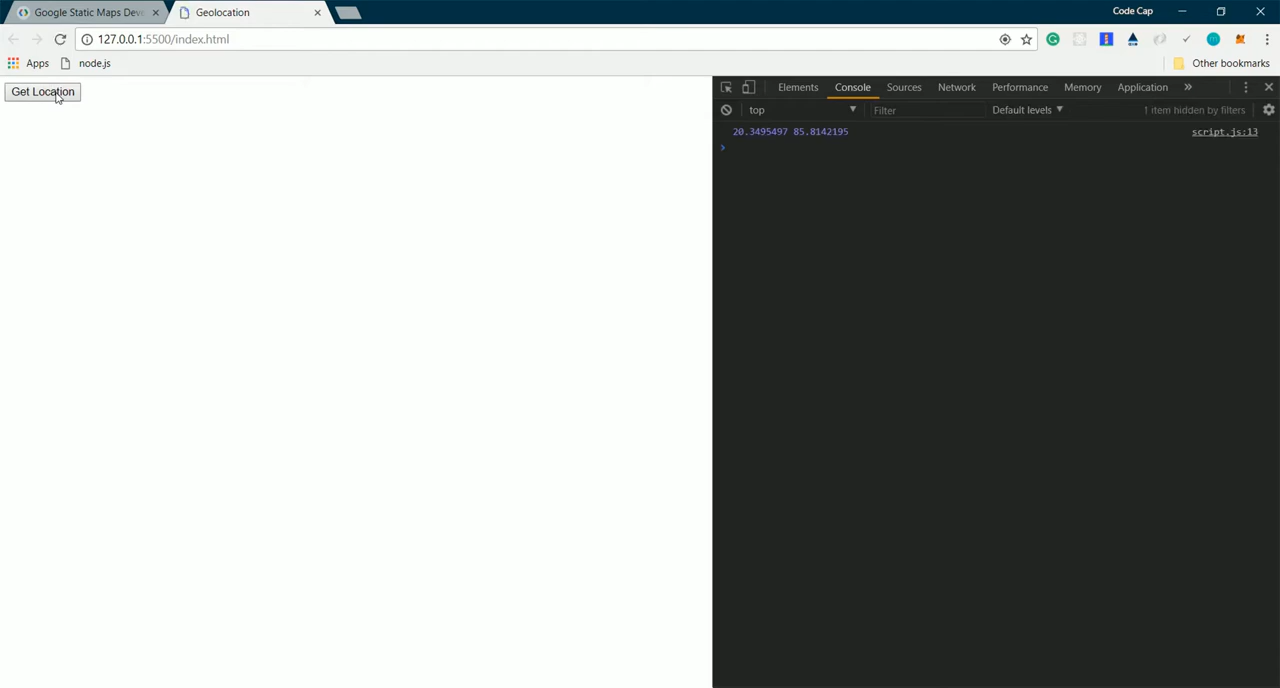 Google Static Maps Deve
Geolocation
Code Cap
127.0.0.1:5500/index.html
Apps
node.js
Other bookmarks
Get Location
Elements
Console
Sources
Network
Performance
Memory
Application
»
top
Filter
Default levels
1 item hidden by filters
20.3495497 85.8142195
script.js:13